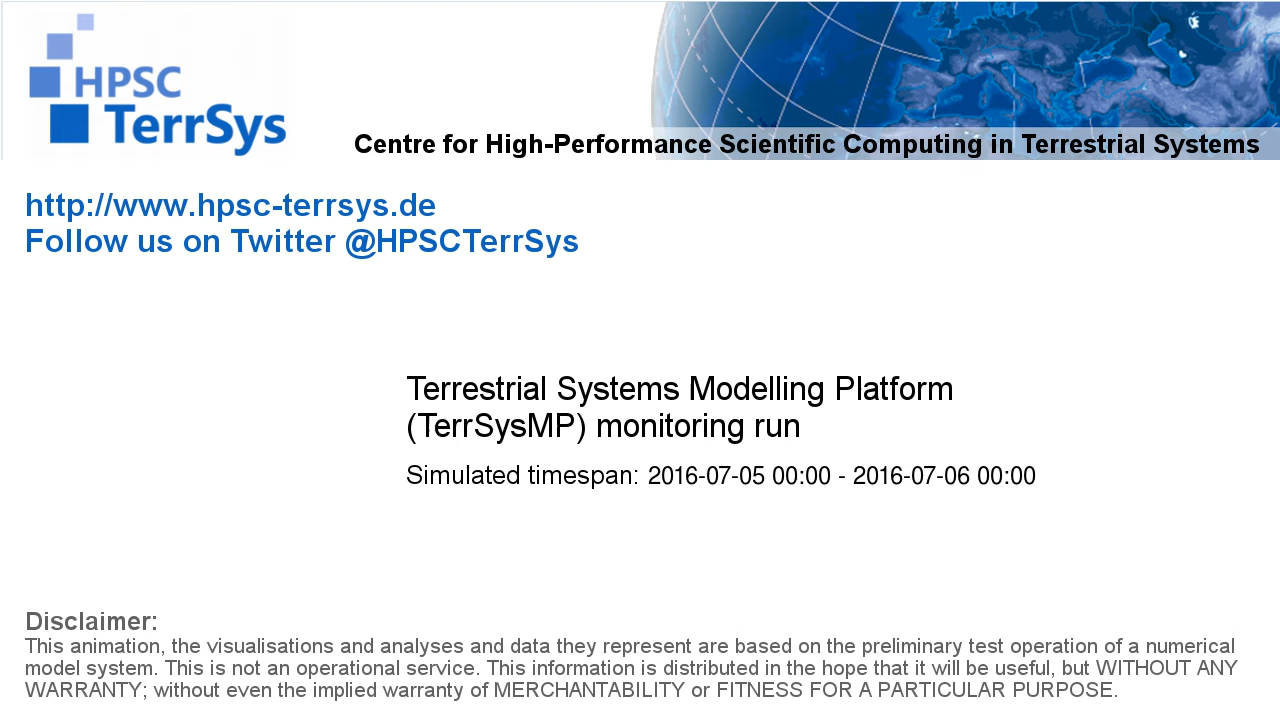 HPSC
TerrSys
Centre for High-Performance Scientific Computing in Terrestrial Systems
http://www.hpsc-terrsys.de
Follow us on Twitter @HPSCTerrSys
Terrestrial Systems Modelling Platform
(TerrSysMP) monitoring run
Simulated timespan: 2016-07-05 00:00 - 2016-07-06 00:00
Disclaimer:
This animation, the visualisations and analyses and data they represent are based on the preliminary test operation of a numerical
model system. This is not an operational service. This information is distributed in the hope that it will be useful, but WITHOUT ANY
WARRANTY; without even the implied warranty of MERCHANTABILITY or FITNESS FOR A PARTICULAR PURPOSE.